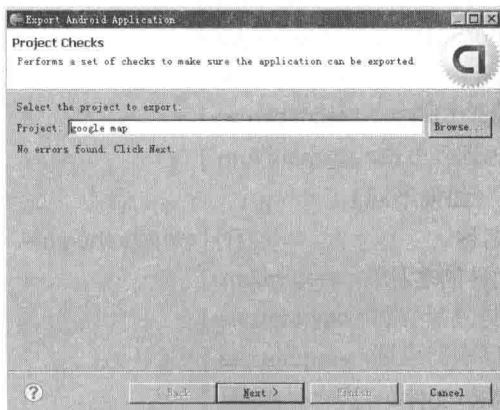 Export Android Application
Project Checks
Performs a set of checks to make sure the application can be exported
Select the project to export:
Project: google map
Browse...
No errors found. Click Next.
< Back
Next >
Finish
Cancel